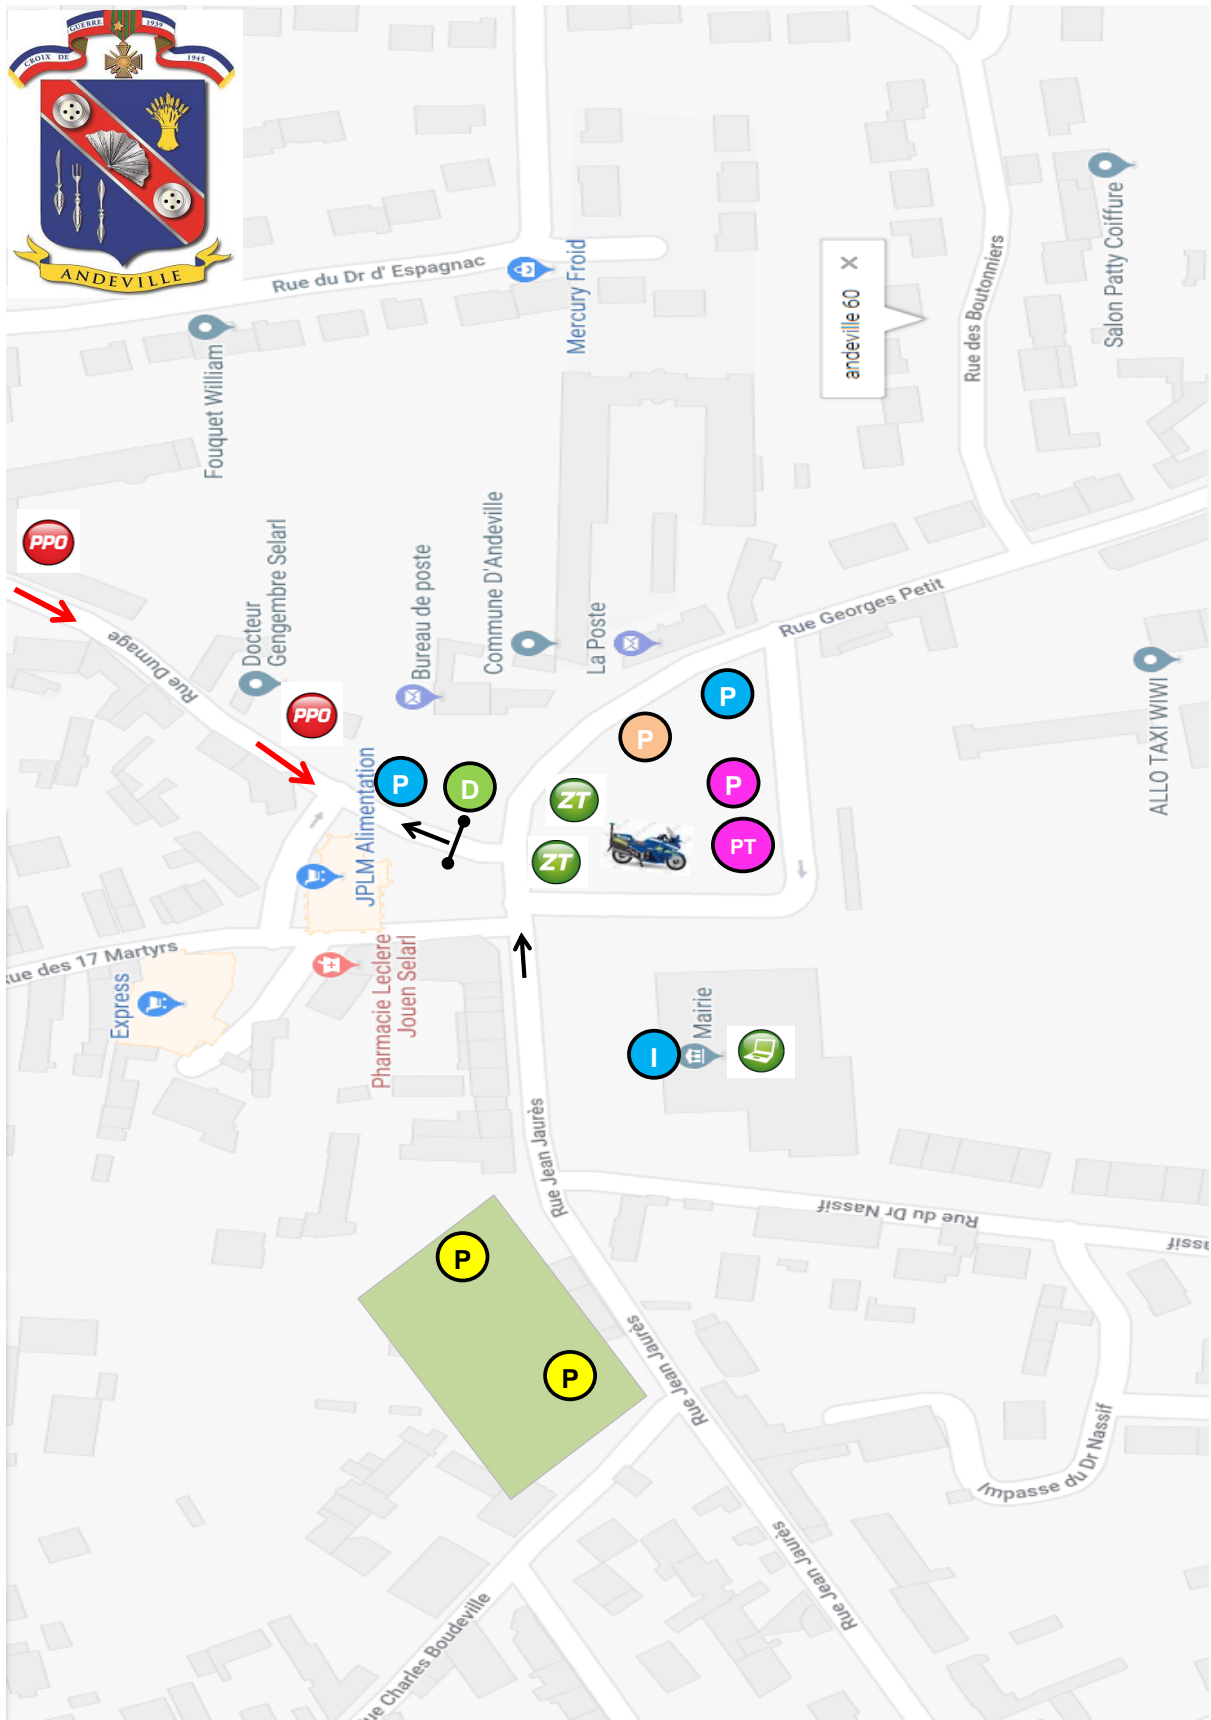 CROIX DE
GUERRE
1939
1945
ANDEVILLE
Rue du Dr d' Espagnac
Mercury Froid
Fouquet William
andeville 60
Rue des Boutonniers
Salon Patty Coiffure
PPO
Rue Dumage
Docteur
Gengembre Selarl
PPO
Bureau de poste
Commune D'Andeville
La Poste
Rue Georges Petit
ALLO TAXI WIWI
JPLM Alimentation
P
D
ZT
ZT
P
P
P
PT
Rue des 17 Martyrs
Express
Pharmacie Leclere
Jouen Selarl
I
Mairie
Rue Jean Jaurès
Rue du Dr Nassif
assif
P
P
Rue Jean Jaurès
Rue Jean Jaurès
Impasse du Dr Nassif
ue Charles Boudeville